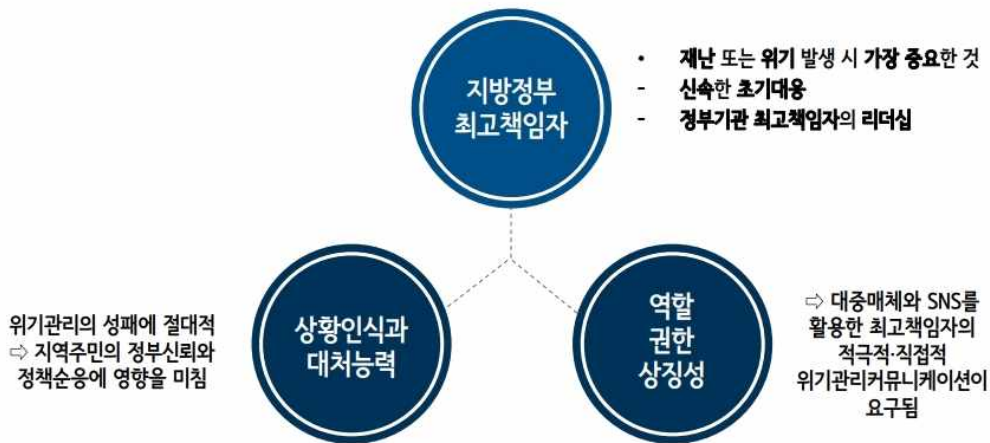 지방정부
최고책임자
• 재난 또는 위기 발생 시 가장 중요한 것
- 신속한 초기대응
- 정부기관 최고책임자의 리더십
위기관리의 성패에 절대적
⇨ 지역주민의 정부신뢰와
정책순응에 영향을 미침
상황인식과
대처능력
역할
권한
상징성
⇨ 대중매체와 SNS를
활용한 최고책임자의
적극적·직접적
위기관리커뮤니케이션이
요구됨